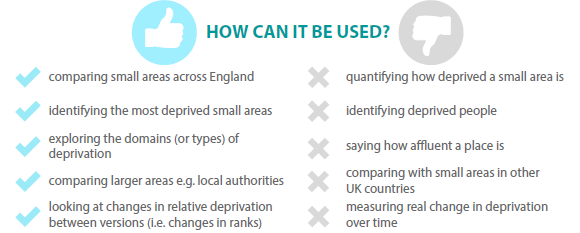 HOW CAN IT BE USED?
comparing small areas across England
identifying the most deprived small areas
exploring the domains (or types) of
deprivation
comparing larger areas e.g. local authorities
looking at changes in relative deprivation
between versions (i.e. changes in ranks)
quantifying how deprived a small area is
identifying deprived people
saying how affluent a place is
comparing with small areas in other
UK countries
measuring real change in deprivation
over time